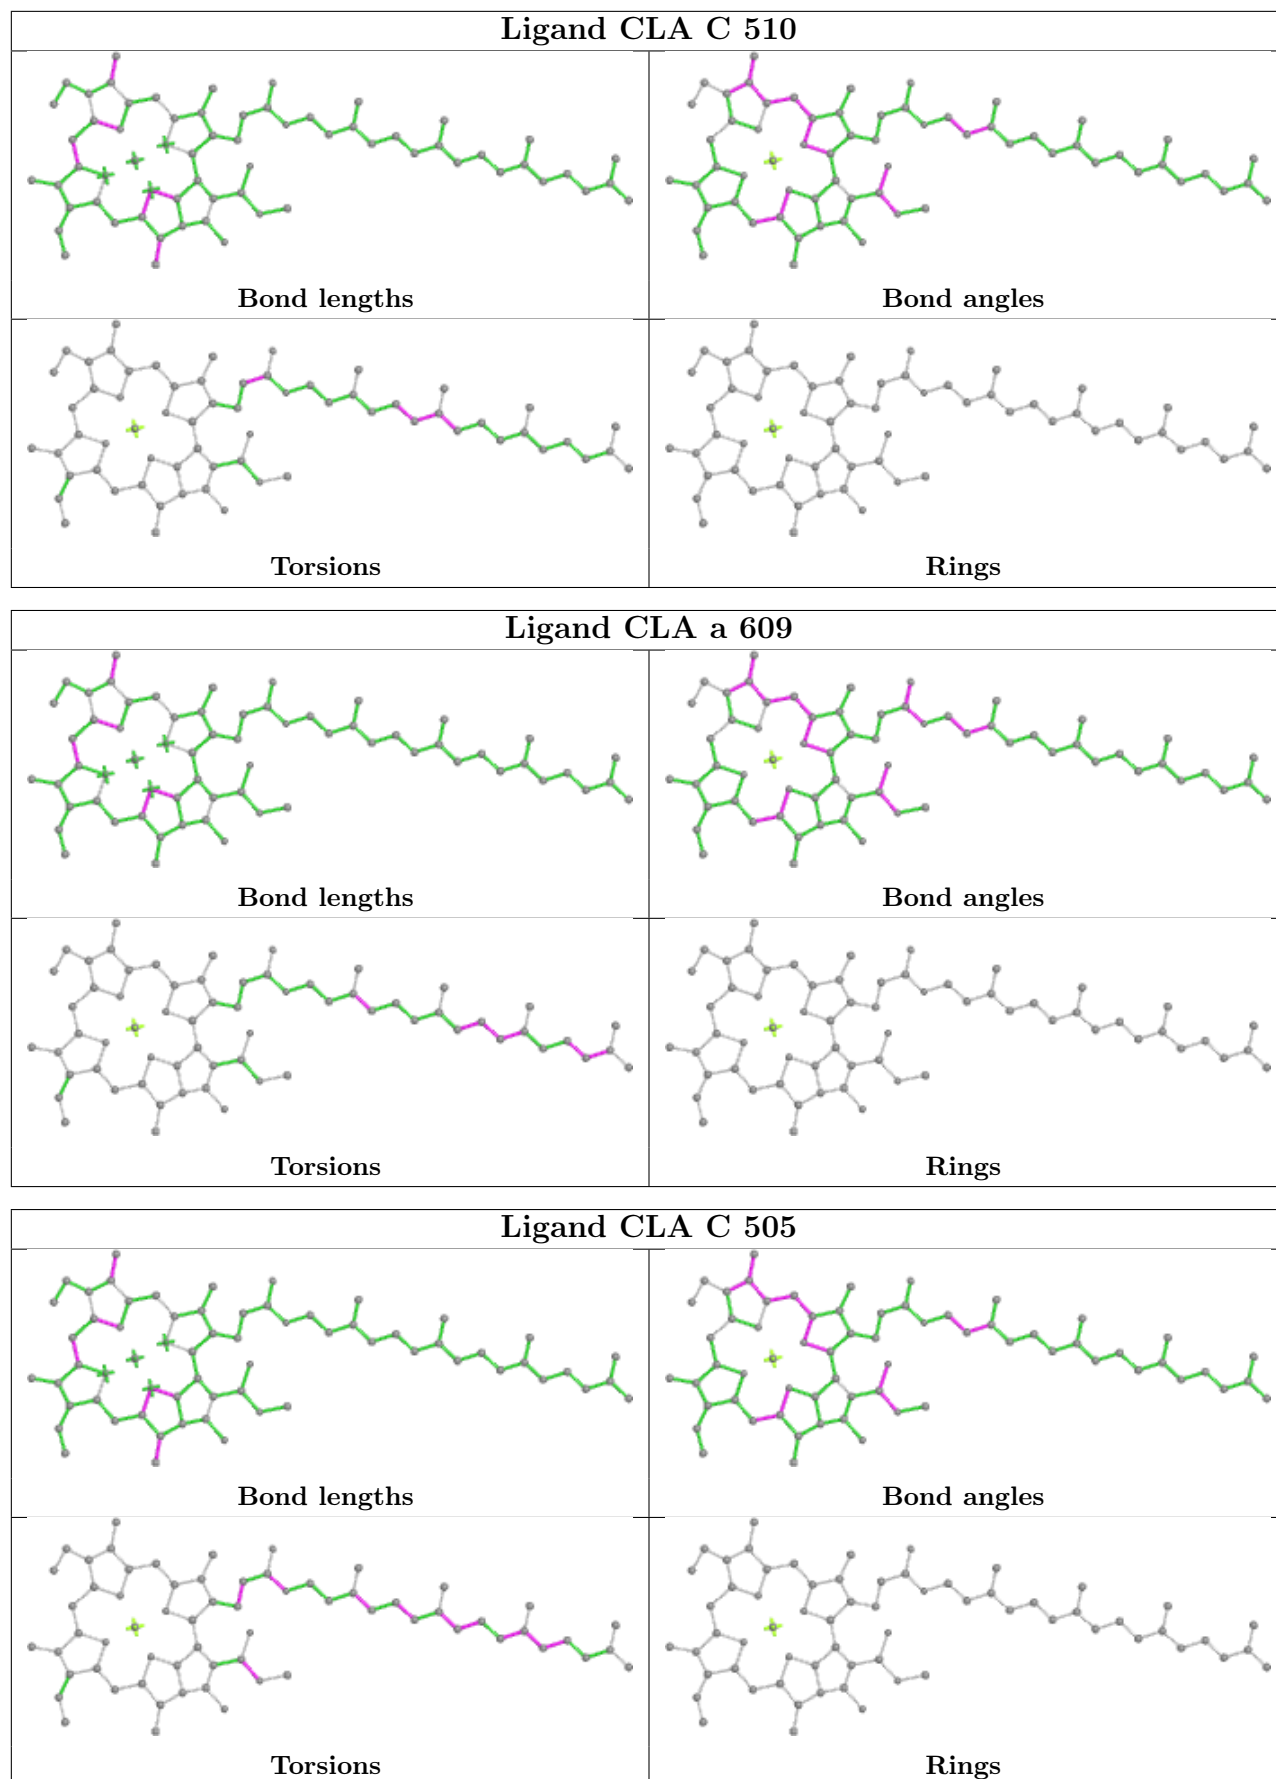 Ligand CLA C 510
Bond lengths
Bond angles
Torsions
Rings
Ligand CLA a 609
Bond lengths
Bond angles
Torsions
Rings
Ligand CLA C 505
Bond lengths
Bond angles
Torsions
Rings